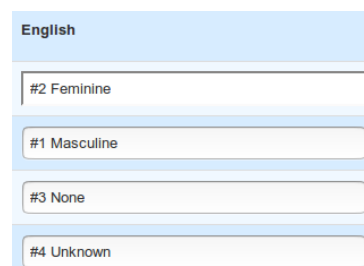 English
#2 Feminine
#1 Masculine
#3 None
#4 Unknown